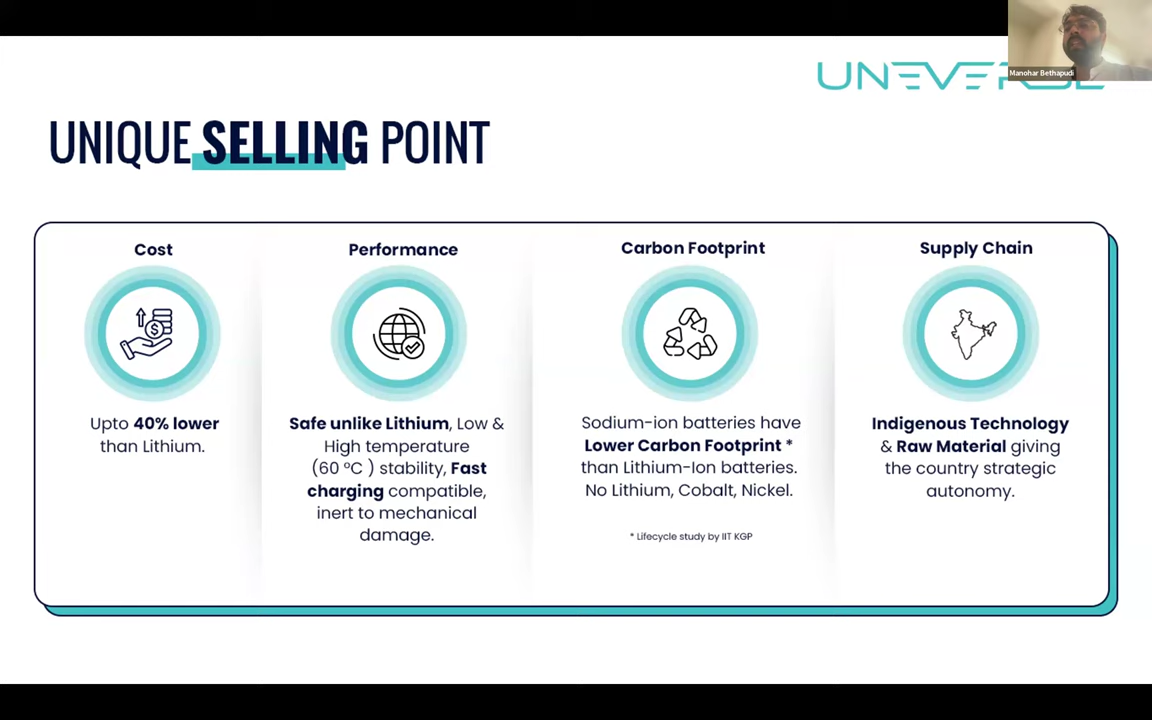 Manohar Bethapudi
UNIQUE SELLING POINT
Cost
Upto 40% lower
than Lithium.
Performance
Safe unlike Lithium, Low &
High temperature
(60 °C ) stability, Fast
charging compatible,
inert to mechanical
damage.
Carbon Footprint
Sodium-ion batteries have
Lower Carbon Footprint *
than Lithium-Ion batteries.
No Lithium, Cobalt, Nickel.
* Lifecycle study by IIT KGP
Supply Chain
Indigenous Technology
& Raw Material giving
the country strategic
autonomy.